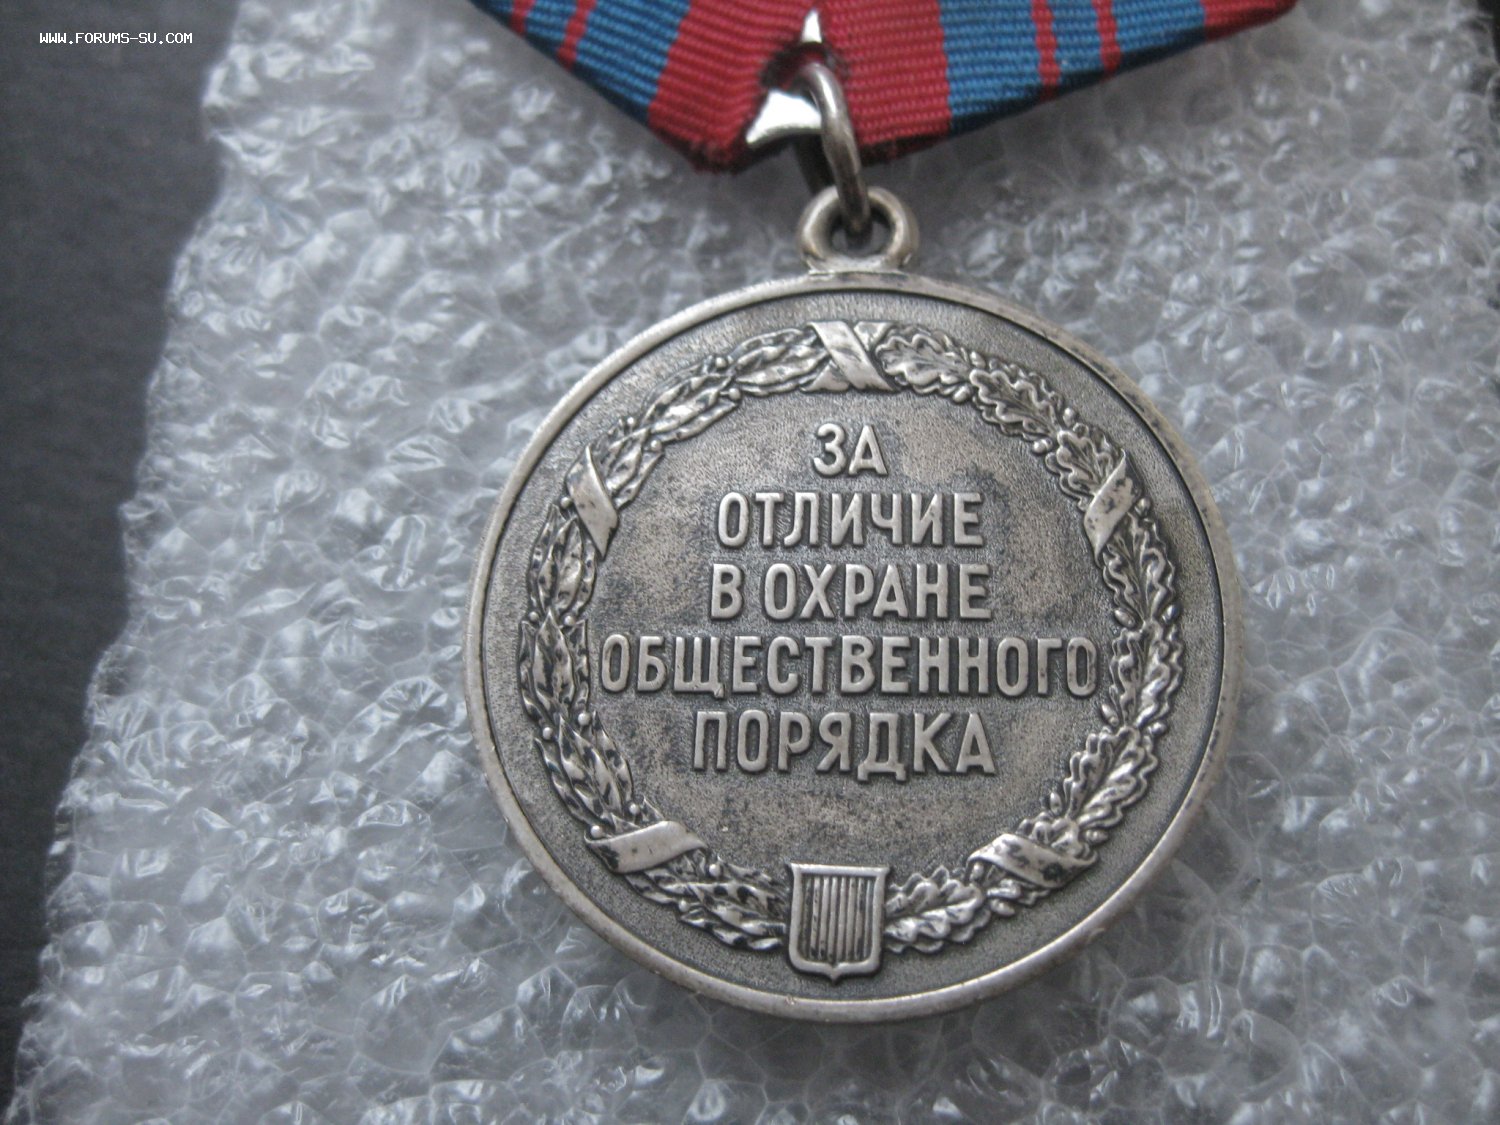 WWW.FORUMS-SU.COM
ЗА
ОТЛИЧИЕ
В ОХРАНЕ
ОБЩЕСТВЕННОГО
ПОРЯДКА